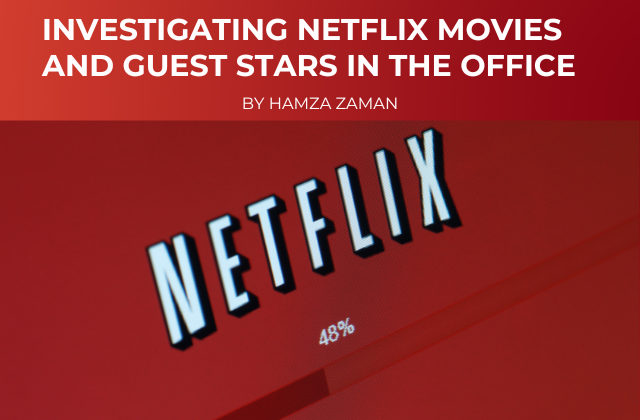 INVESTIGATING NETFLIX MOVIES
AND GUEST STARS IN THE OFFICE
BY HAMZA ZAMAN
NETFLIX
48%